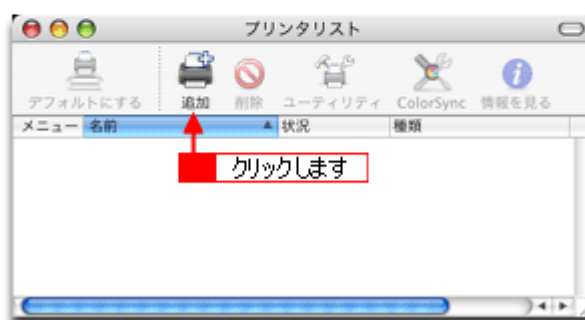 プリンタリスト
デフォルトにする 追加 削除 ユーティリティ ColorSync 情報を見る
メニュー 名前 状況 種類
クリックします